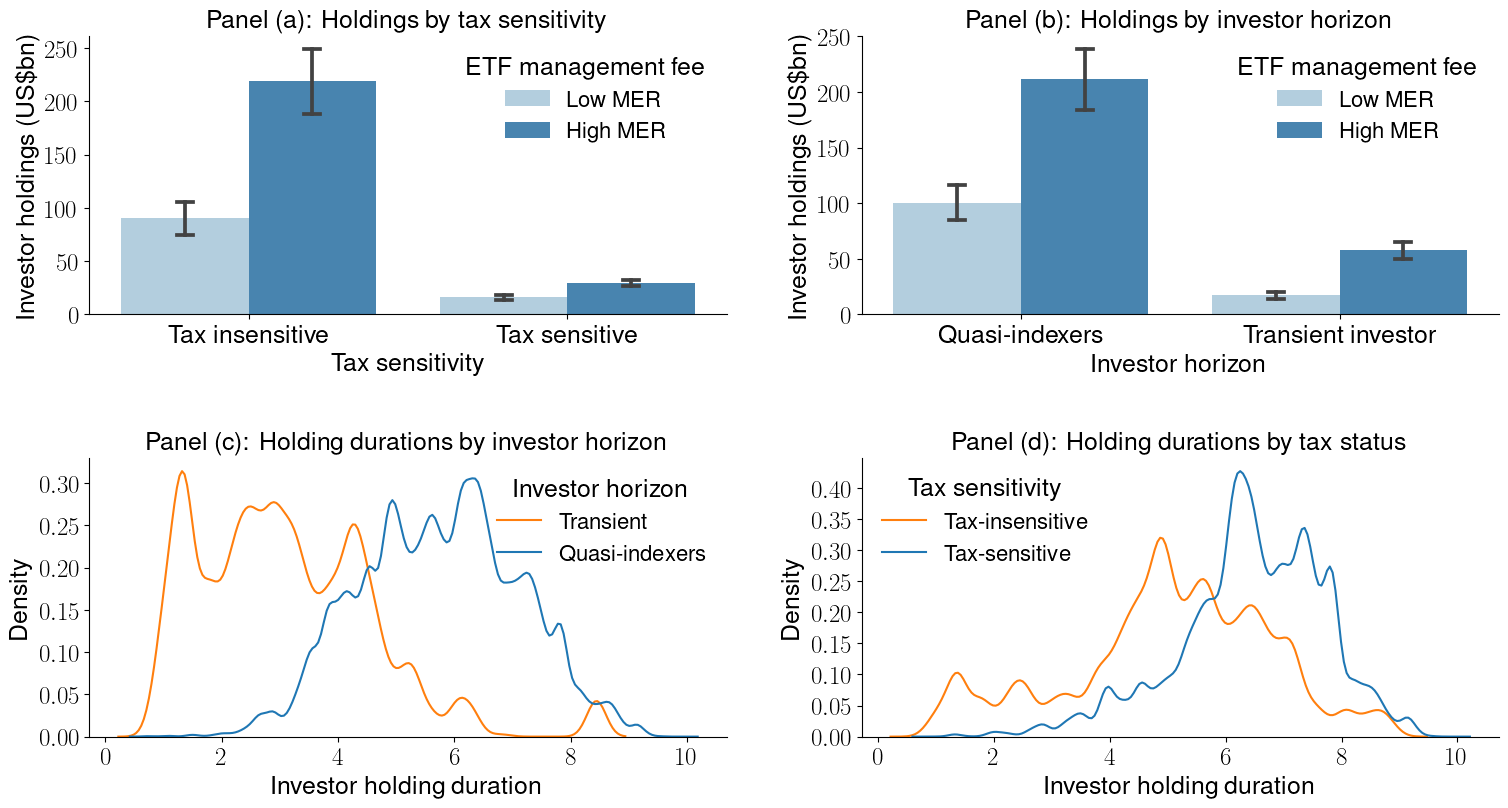 Panel (a): Holdings by tax sensitivity
Investor holdings (US$bn)
250
200
150
100
50
0
ETF management fee
Low MER
High MER
Tax insensitive
Tax sensitive
Tax sensitivity
Panel (b): Holdings by investor horizon
Investor holdings (US$bn)
250
200
150
100
50
0
ETF management fee
Low MER
High MER
Quasi-indexers
Transient investor
Investor horizon
Panel (c): Holding durations by investor horizon
Density
0.30
0.25
0.20
0.15
0.10
0.05
0.00
Investor horizon
Transient
Quasi-indexers
0 2 4 6 8 10
Investor holding duration
Panel (d): Holding durations by tax status
Density
0.40
0.35
0.30
0.25
0.20
0.15
0.10
0.05
0.00
Tax sensitivity
Tax-insensitive
Tax-sensitive
0 2 4 6 8 10
Investor holding duration